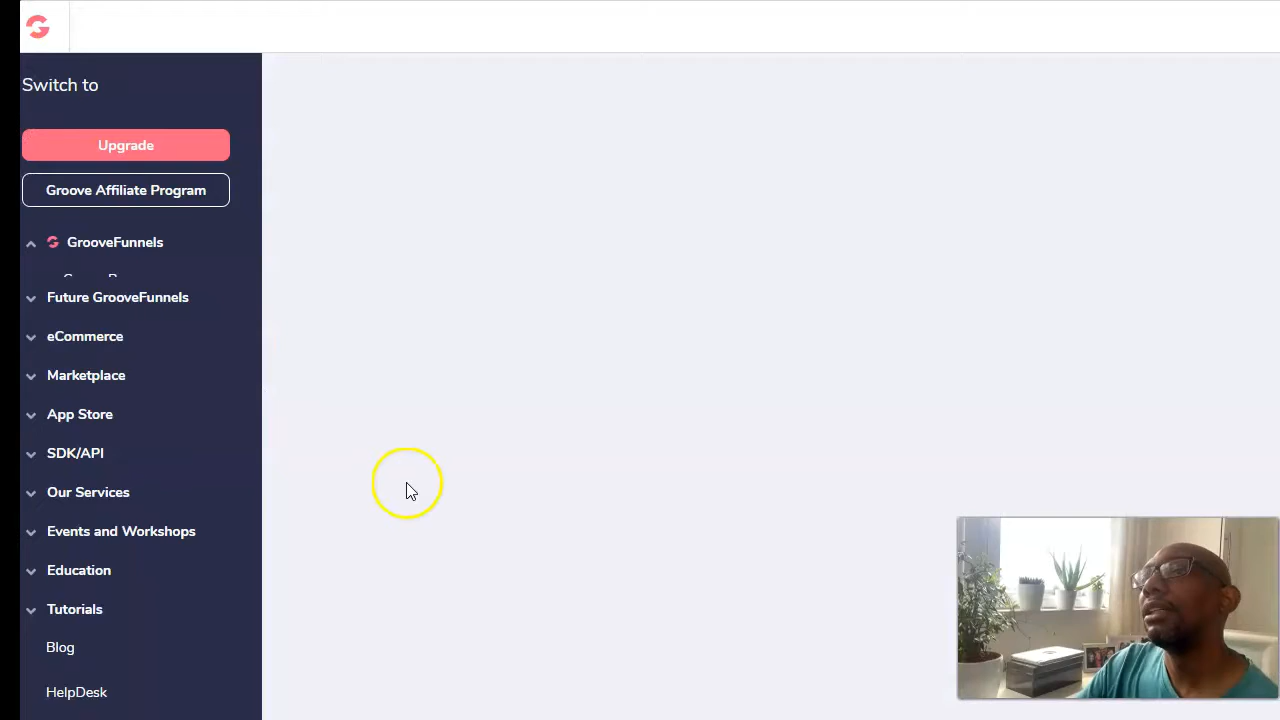 Switch to
Upgrade
Groove Affiliate Program
GrooveFunnels
Future GrooveFunnels
eCommerce
Marketplace
App Store
SDK/API
Our Services
Events and Workshops
Education
Tutorials
Blog
HelpDesk